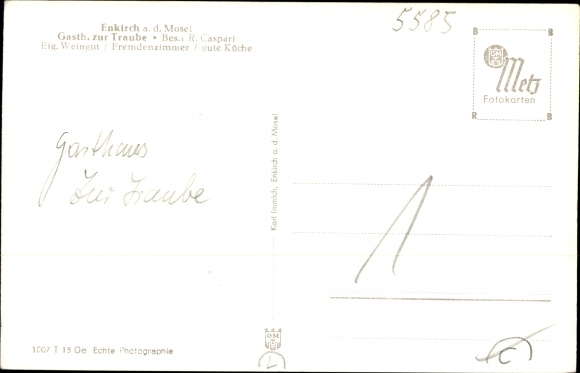 Enkirch a. d. Mosel
Gasth. zur Traube • Bes.: R. Caspari
Eig. Weingut / Fremdenzimmer / gute Küche
5585
B B
Metz
Fotokarten
R B
Gasthaus
Zur Traube
Karl Immich, Enkirch a. d. Mosel
1
1007 T 15 Oe Echte Photographie
L
C